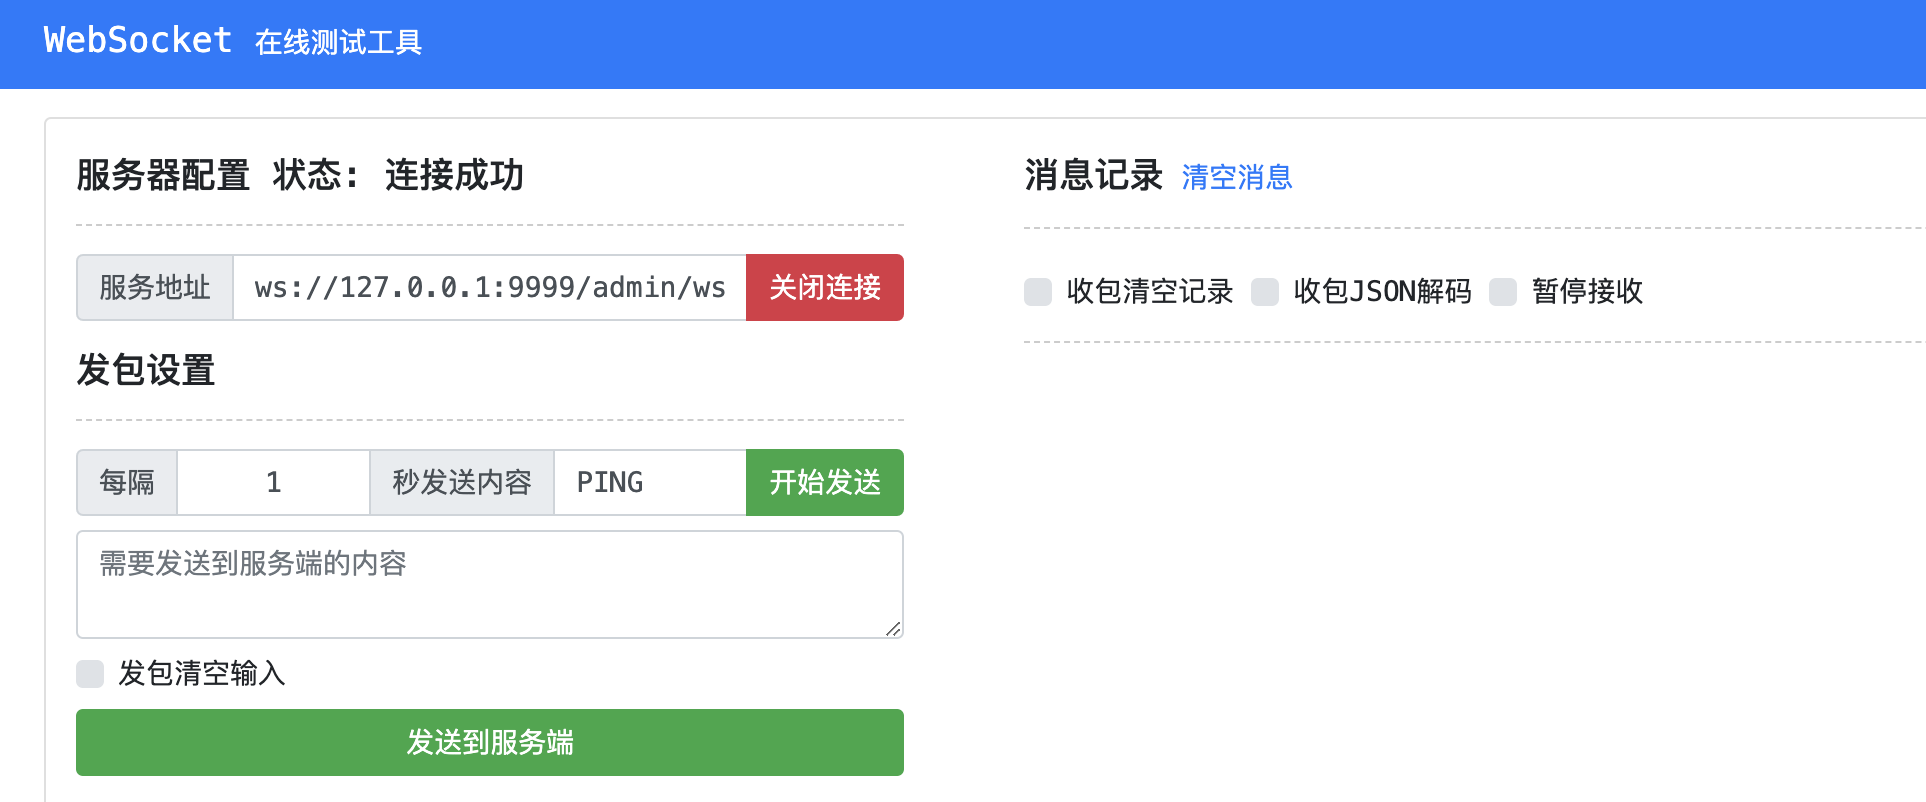 WebSocket 在线测试工具
服务器配置 状态: 连接成功
服务地址 ws://127.0.0.1:9999/admin/ws 关闭连接
发包设置
每隔 1 秒发送内容 PING 开始发送
需要发送到服务端的内容
发包清空输入
发送到服务端
消息记录 清空消息
收包清空记录 收包JSON解码 暂停接收